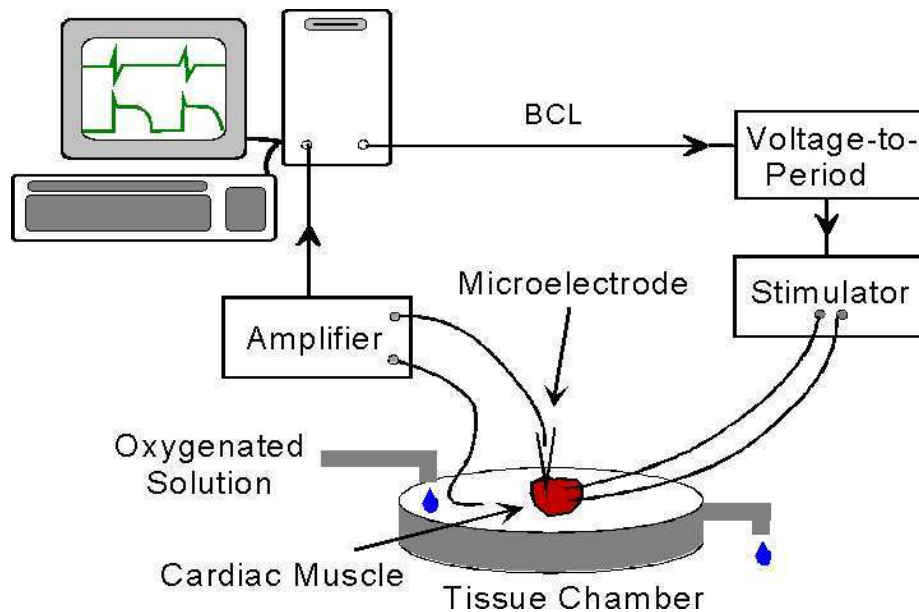 BCL
Voltage-to-
Period
Microelectrode
Stimulator
Amplifier
Oxygenated
Solution
Cardiac Muscle
Tissue Chamber